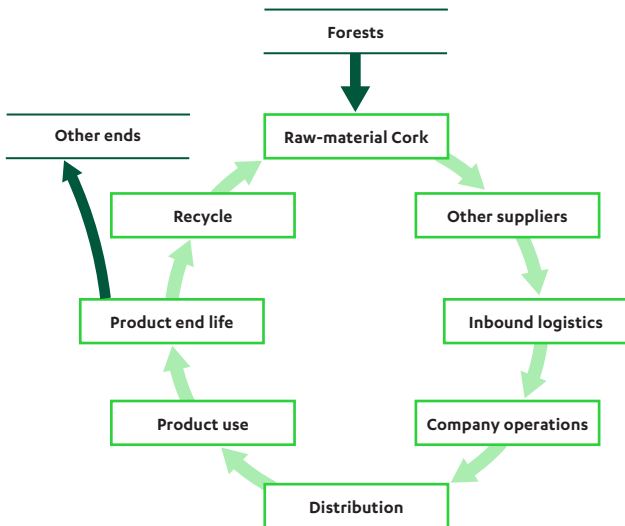 Forests
Other ends
Raw-material Cork
Recycle
Other suppliers
Product end life
Inbound logistics
Product use
Company operations
Distribution